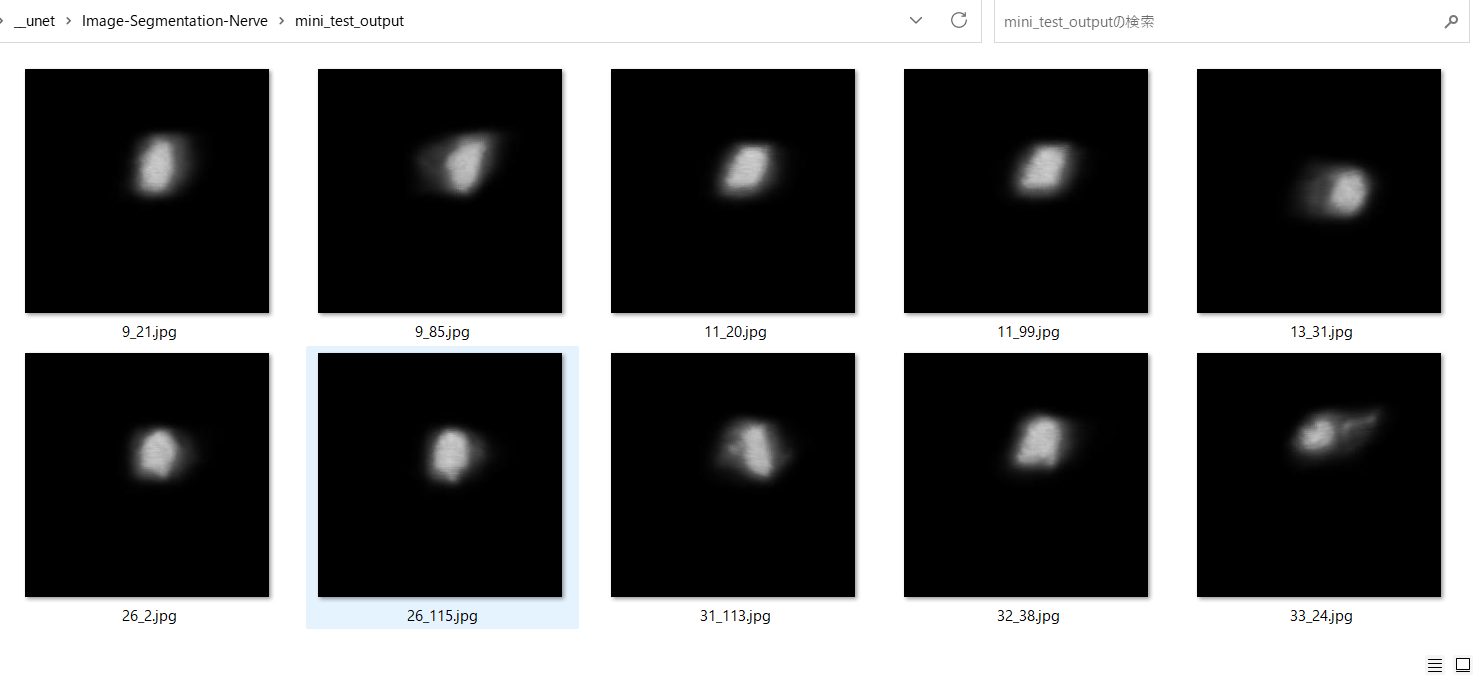 __unet > Image-Segmentation-Nerve > mini_test_output
mini_test_outputの検索
9_21.jpg
9_85.jpg
11_20.jpg
11_99.jpg
13_31.jpg
26_2.jpg
26_115.jpg
31_113.jpg
32_38.jpg
33_24.jpg